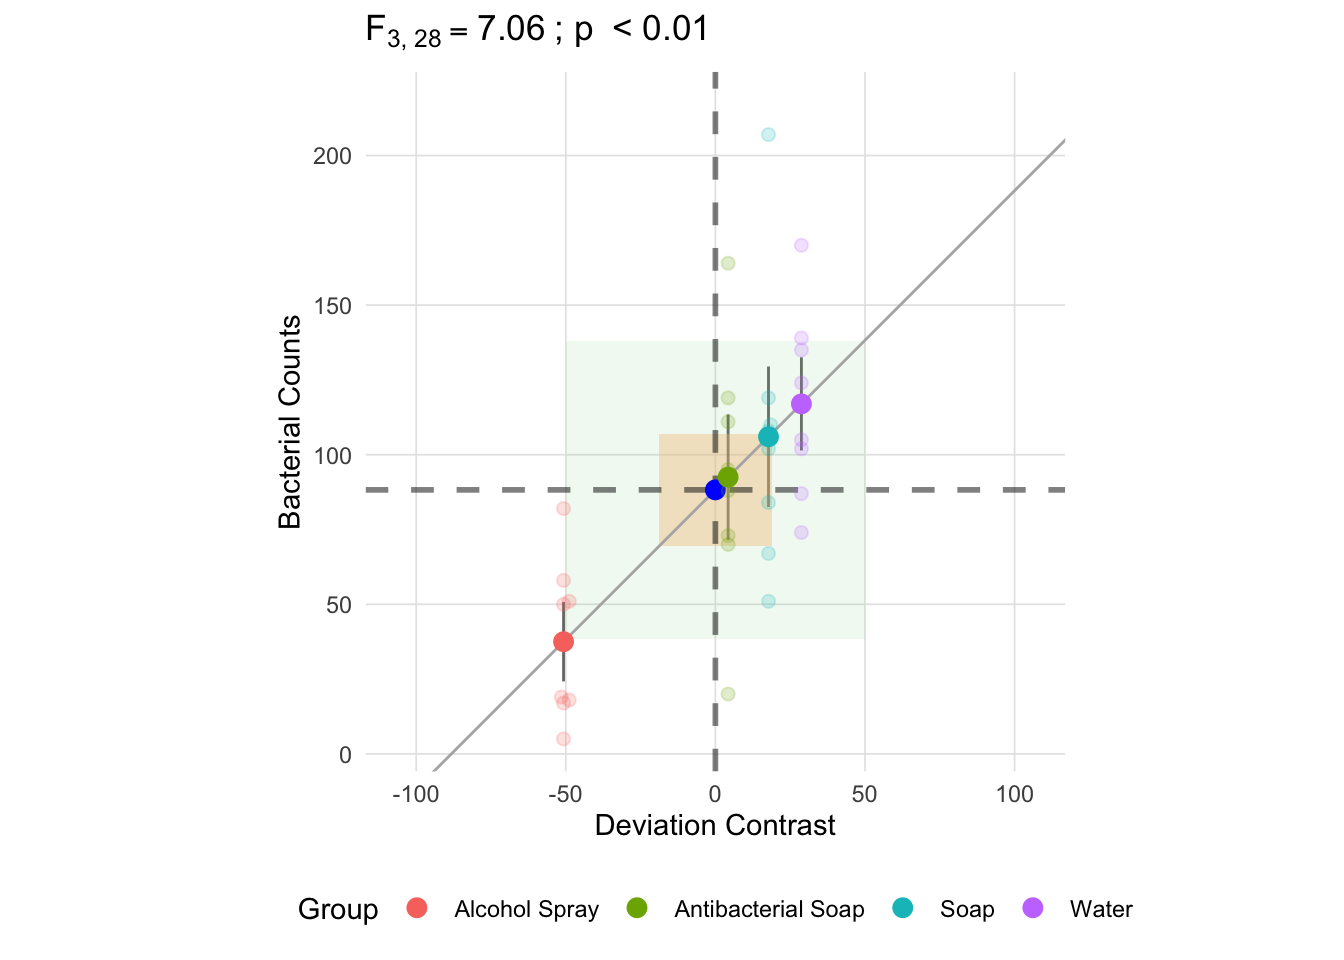 F3, 28 = 7.06 ; p < 0.01
Bacterial Counts
200
150
100
50
0
-100 -50 0 50 100
Deviation Contrast
Group Alcohol Spray Antibacterial Soap Soap Water